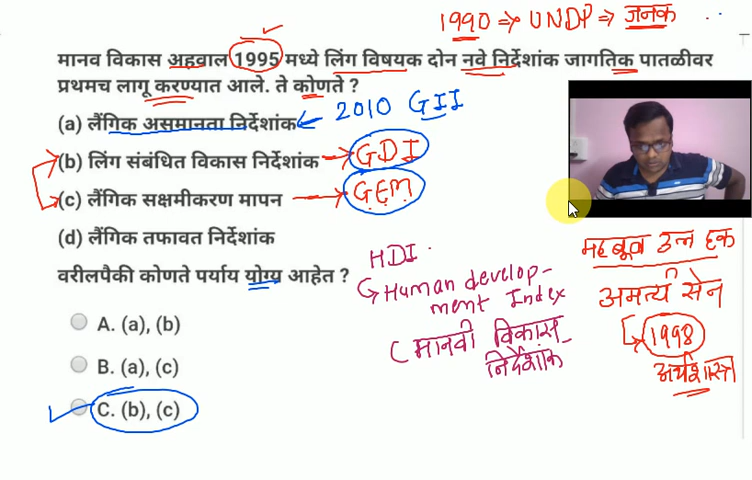 1990 ⇒ UNDP ⇒ जनक
मानव विकास अहवाल 1995 मध्ये लिंग विषयक दोन नवे निर्देशांक जागतिक पातळीवर
प्रथमच लागू करण्यात आले. ते कोणते ?
2010 GII
(a) लैंगिक असमानता निर्देशांक
(b) लिंग संबंधित विकास निर्देशांक → GDI
(c) लैंगिक सक्षमीकरण मापन → GEM
(d) लैंगिक तफावत निर्देशांक
वरीलपैकी कोणते पर्याय योग्य आहेत ?
A. (a), (b)
B. (a), (c)
C. (b), (c)
HDI
Human develop-
ment Index
(मानवी विकास
निर्देशांक
उल हक
अमर्त्य सेन
1998
अर्थशास्त्र